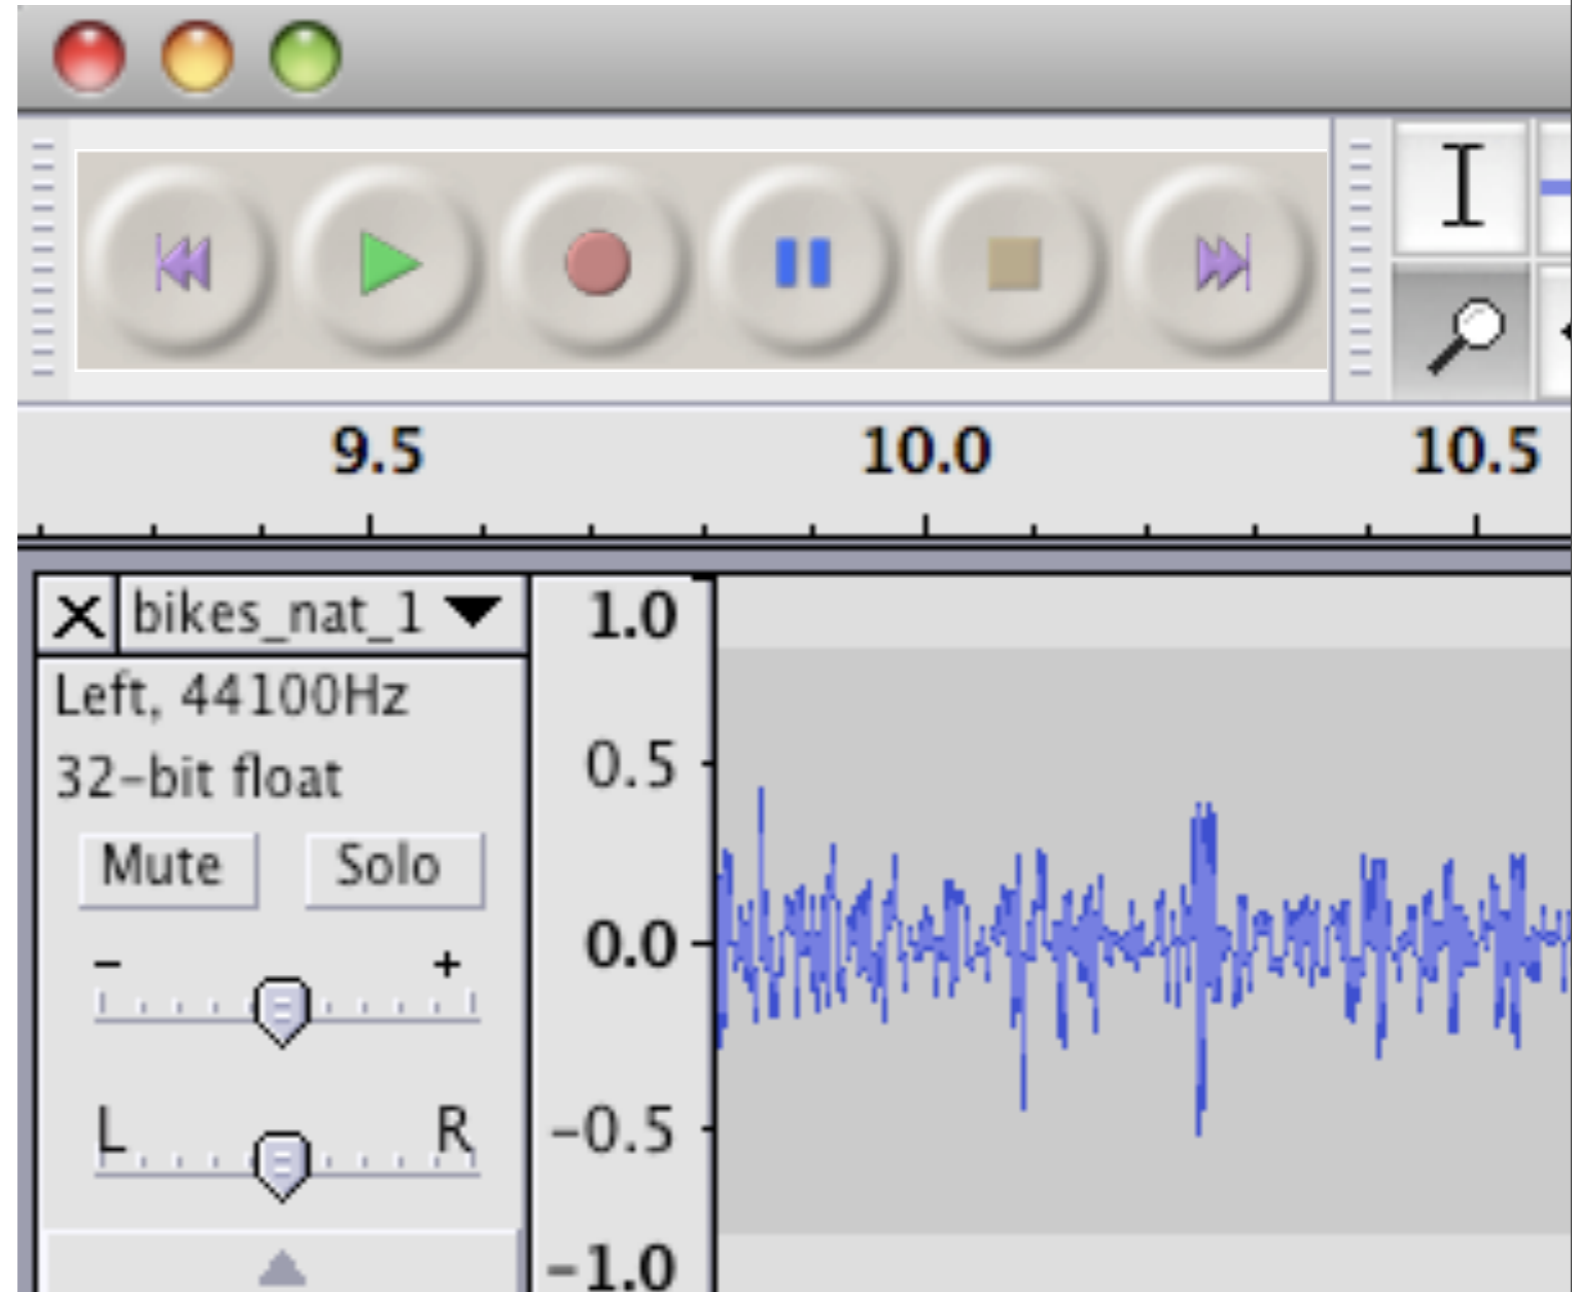 9.5 10.0 10.5
bikes_nat_1
Left, 44100Hz
32-bit float
Mute Solo
- +
L R
1.0
0.5
0.0
-0.5
-1.0